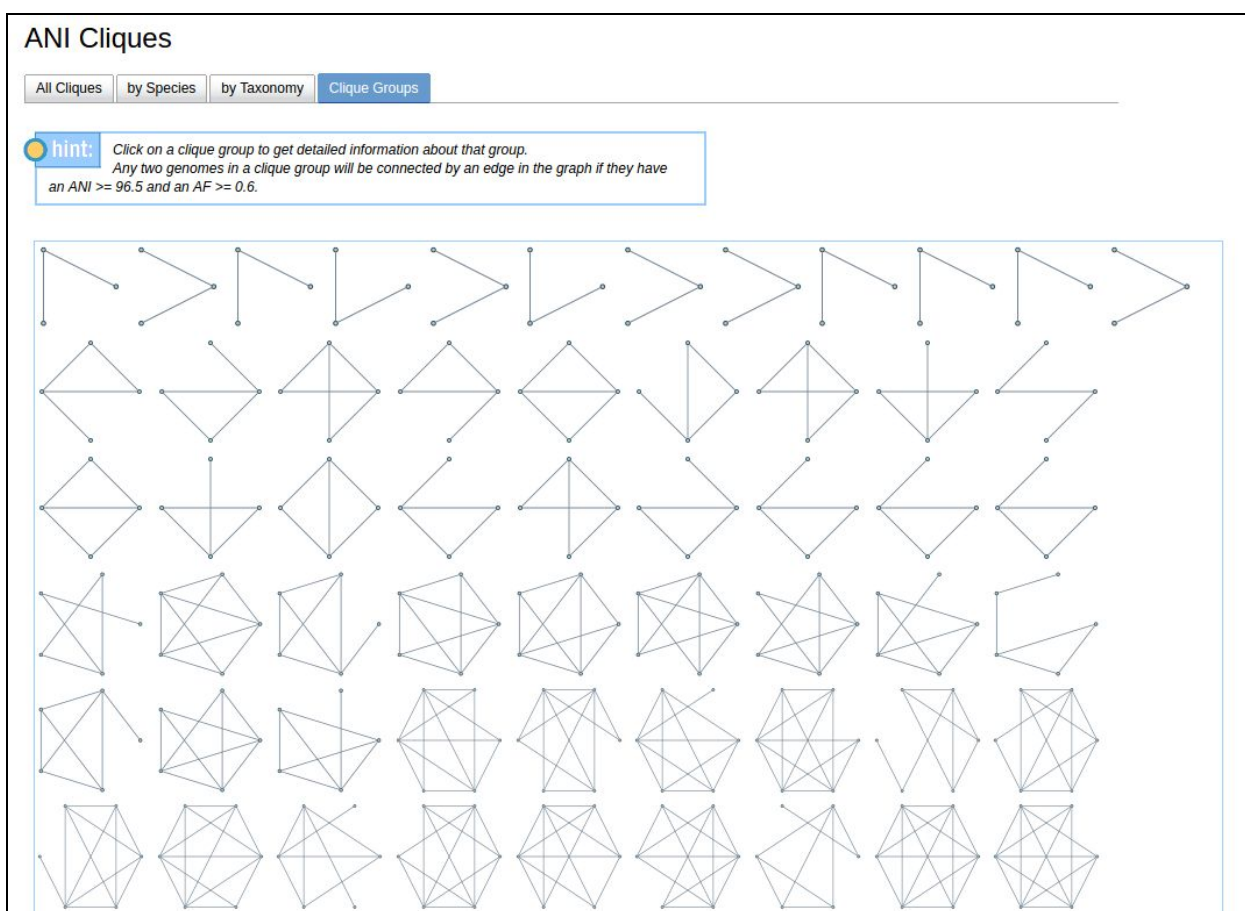 ANI Cliques
All Cliques
by Species
by Taxonomy
Clique Groups
hint:
Click on a clique group to get detailed information about that group.
Any two genomes in a clique group will be connected by an edge in the graph if they have
an ANI >= 96.5 and an AF >= 0.6.